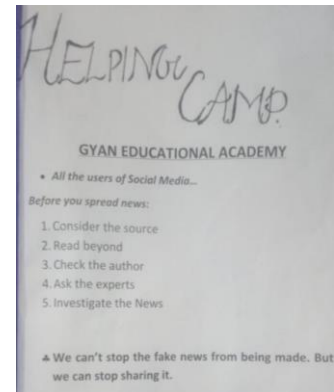 HELPING
CAMP.
GYAN EDUCATIONAL ACADEMY
• All the users of Social Media...
Before you spread news:
1. Consider the source
2. Read beyond
3. Check the author
4. Ask the experts
5. Investigate the News
♣ We can't stop the fake news from being made. But
we can stop sharing it.